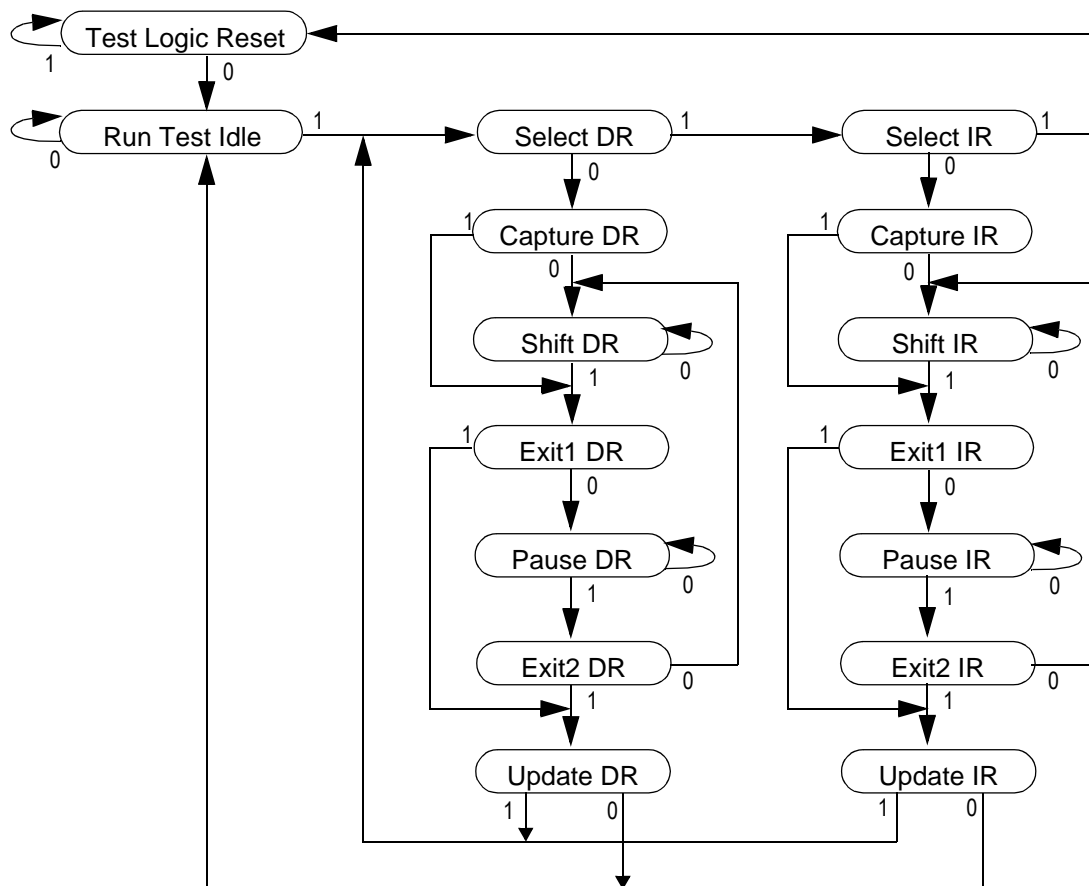 Test Logic Reset
1
0
Run Test Idle
1
0
Select DR
1
0
Select IR
1
0
Capture DR
1
0
Capture IR
1
0
Shift DR
0
1
Shift IR
0
1
Exit1 DR
1
0
Exit1 IR
1
0
Pause DR
0
1
Pause IR
0
1
Exit2 DR
0
1
Exit2 IR
0
1
Update DR
1
0
Update IR
1
0